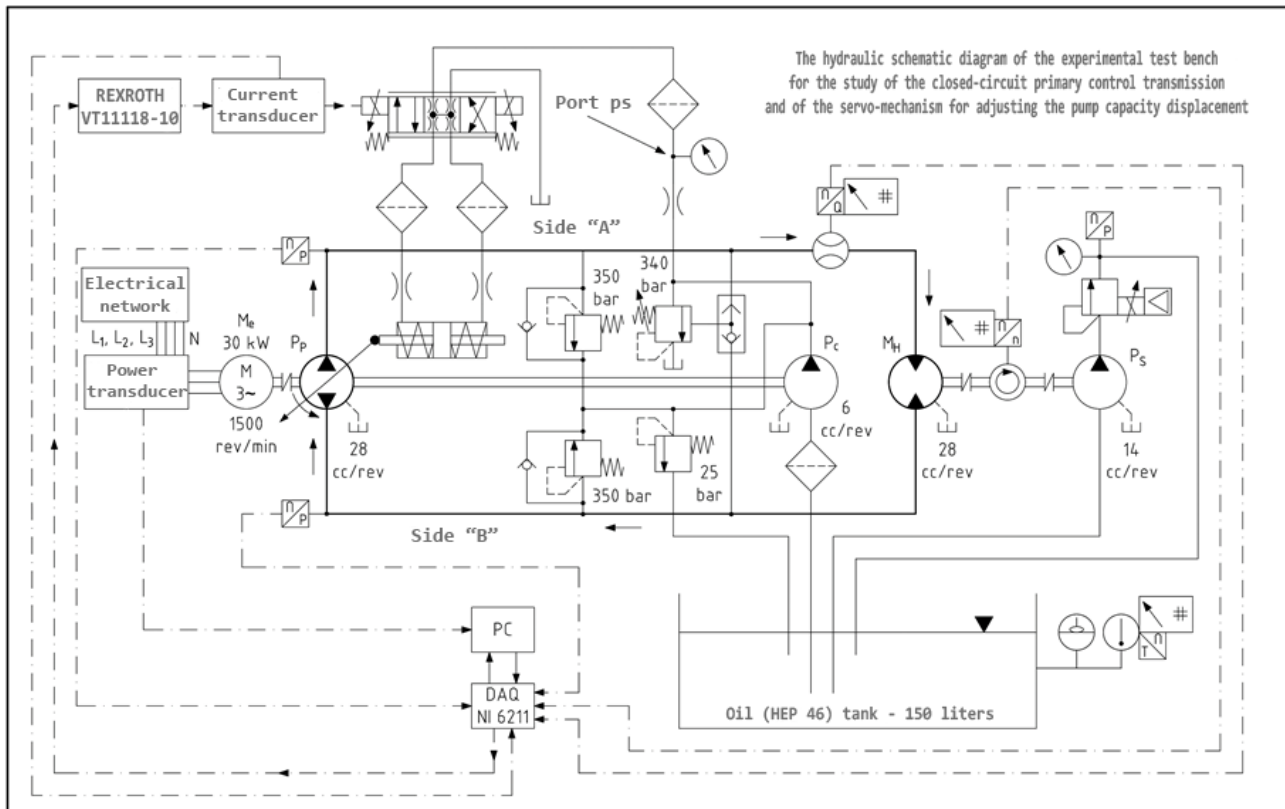 The hydraulic schematic diagram of the experimental test bench
for the study of the closed-circuit primary control transmission
and of the servo-mechanism for adjusting the pump capacity displacement
REXROTH
VT11118-10
Current
transducer
Port ps
#
n
Q
Side "A"
n
P
n
P
Electrical
network
350
bar
340
bar
#
n
n
L1, L2, L3
N
Me
30 kW
PP
Pc
MH
PS
Power
transducer
M
3~
1500
rev/min
28
cc/rev
6
cc/rev
28
cc/rev
14
cc/rev
350 bar
25
bar
n
P
Side "B"
PC
#
n
T
DAQ
NI 6211
Oil (HEP 46) tank - 150 liters